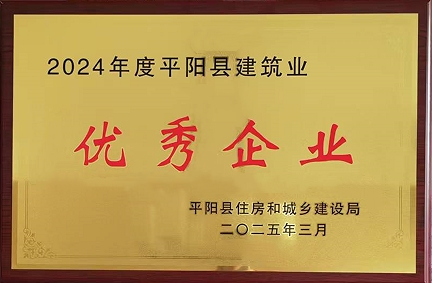 2024年度平阳县建筑业
优秀企业
平阳县住房和城乡建设局
二〇二五年三月